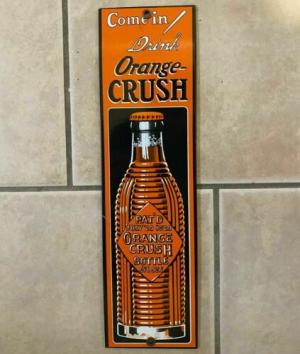 Come in
Drink
Orange-
CRUSH
PAT'D
ORANGE
CRUSH
BOTTLE